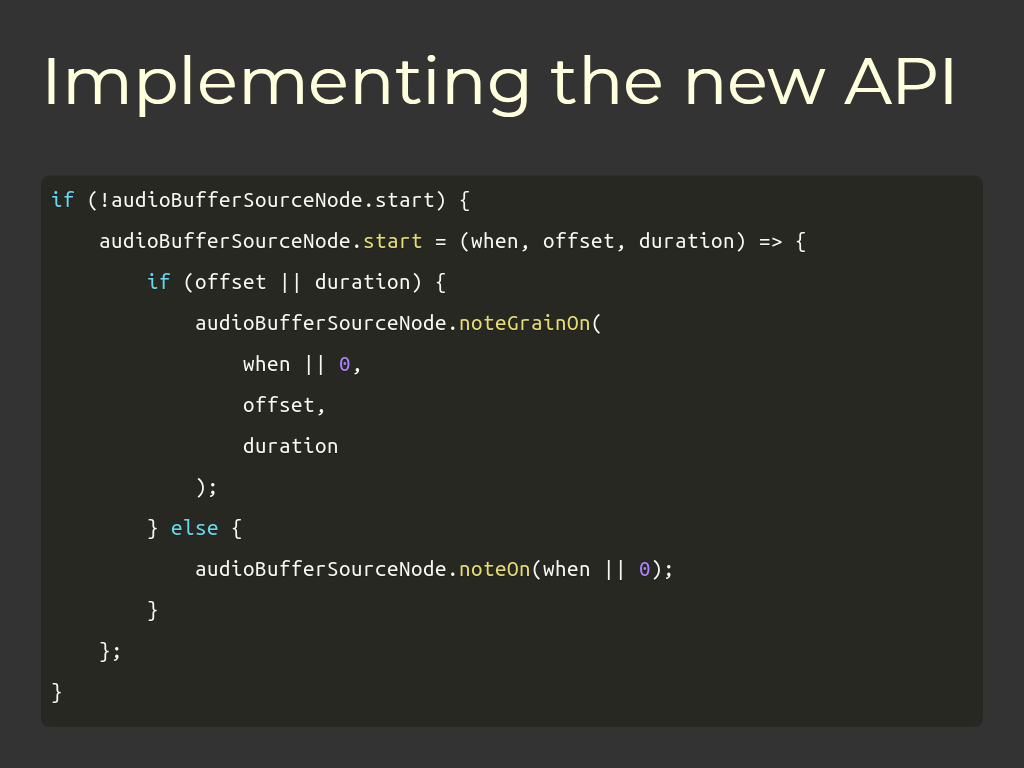 Implementing the new API
if (!audioBufferSourceNode.start) {
    audioBufferSourceNode.start = (when, offset, duration) => {
        if (offset || duration) {
            audioBufferSourceNode.noteGrainOn(
                when || 0,
                offset,
                duration
            );
        } else {
            audioBufferSourceNode.noteOn(when || 0);
        }
    };
}